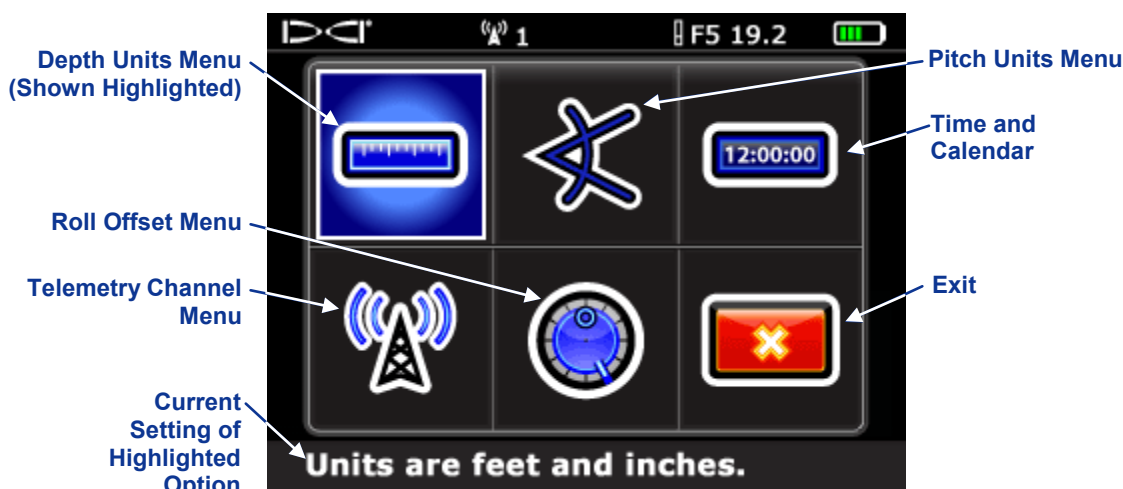 DCI
1
F5 19.2
Depth Units Menu
(Shown Highlighted)
Pitch Units Menu
12:00:00
Time and
Calendar
Roll Offset Menu
Telemetry Channel
Menu
Exit
Current
Setting of
Highlighted
Option
Units are feet and inches.